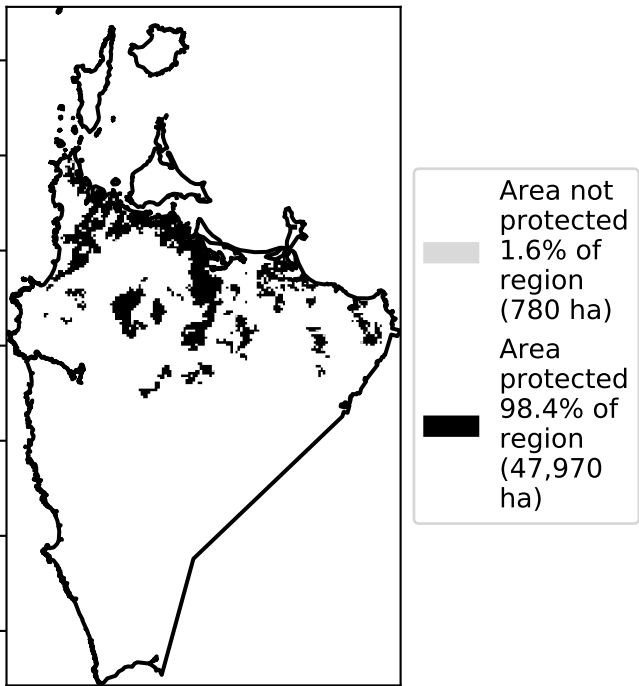 Area not
protected
1.6% of
region
(780 ha)
Area
protected
98.4% of
region
(47,970
ha)